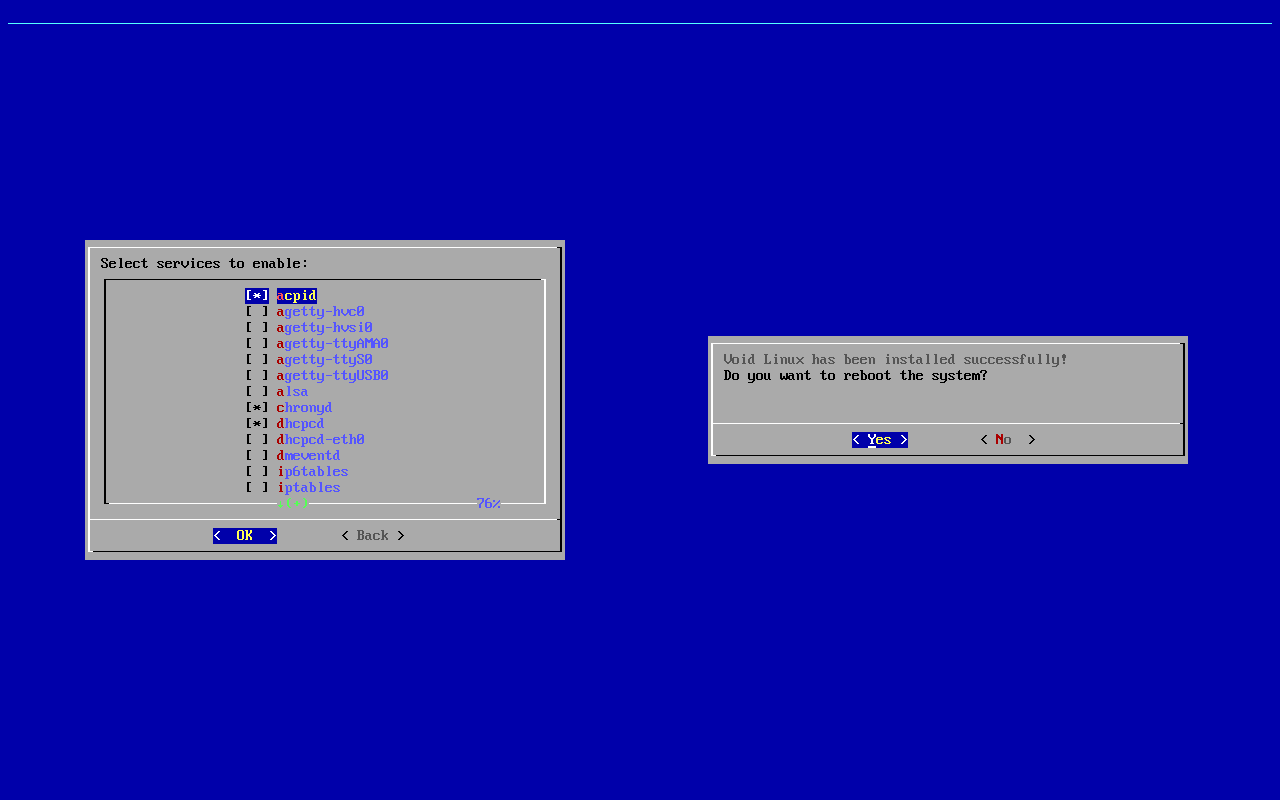 Select services to enable:
[*] acpid
[ ] agetty-hvc0
[ ] agetty-hvsi0
[ ] agetty-ttyAMA0
[ ] agetty-ttyS0
[ ] agetty-ttyUSB0
[ ] alsa
[*] chronyd
[*] dhcpcd
[ ] dhcpcd-eth0
[ ] dmeventd
[ ] ip6tables
[ ] iptables
↓(+) 76%
< OK > < Back >
Void Linux has been installed successfully!
Do you want to reboot the system?
< Yes > < No >